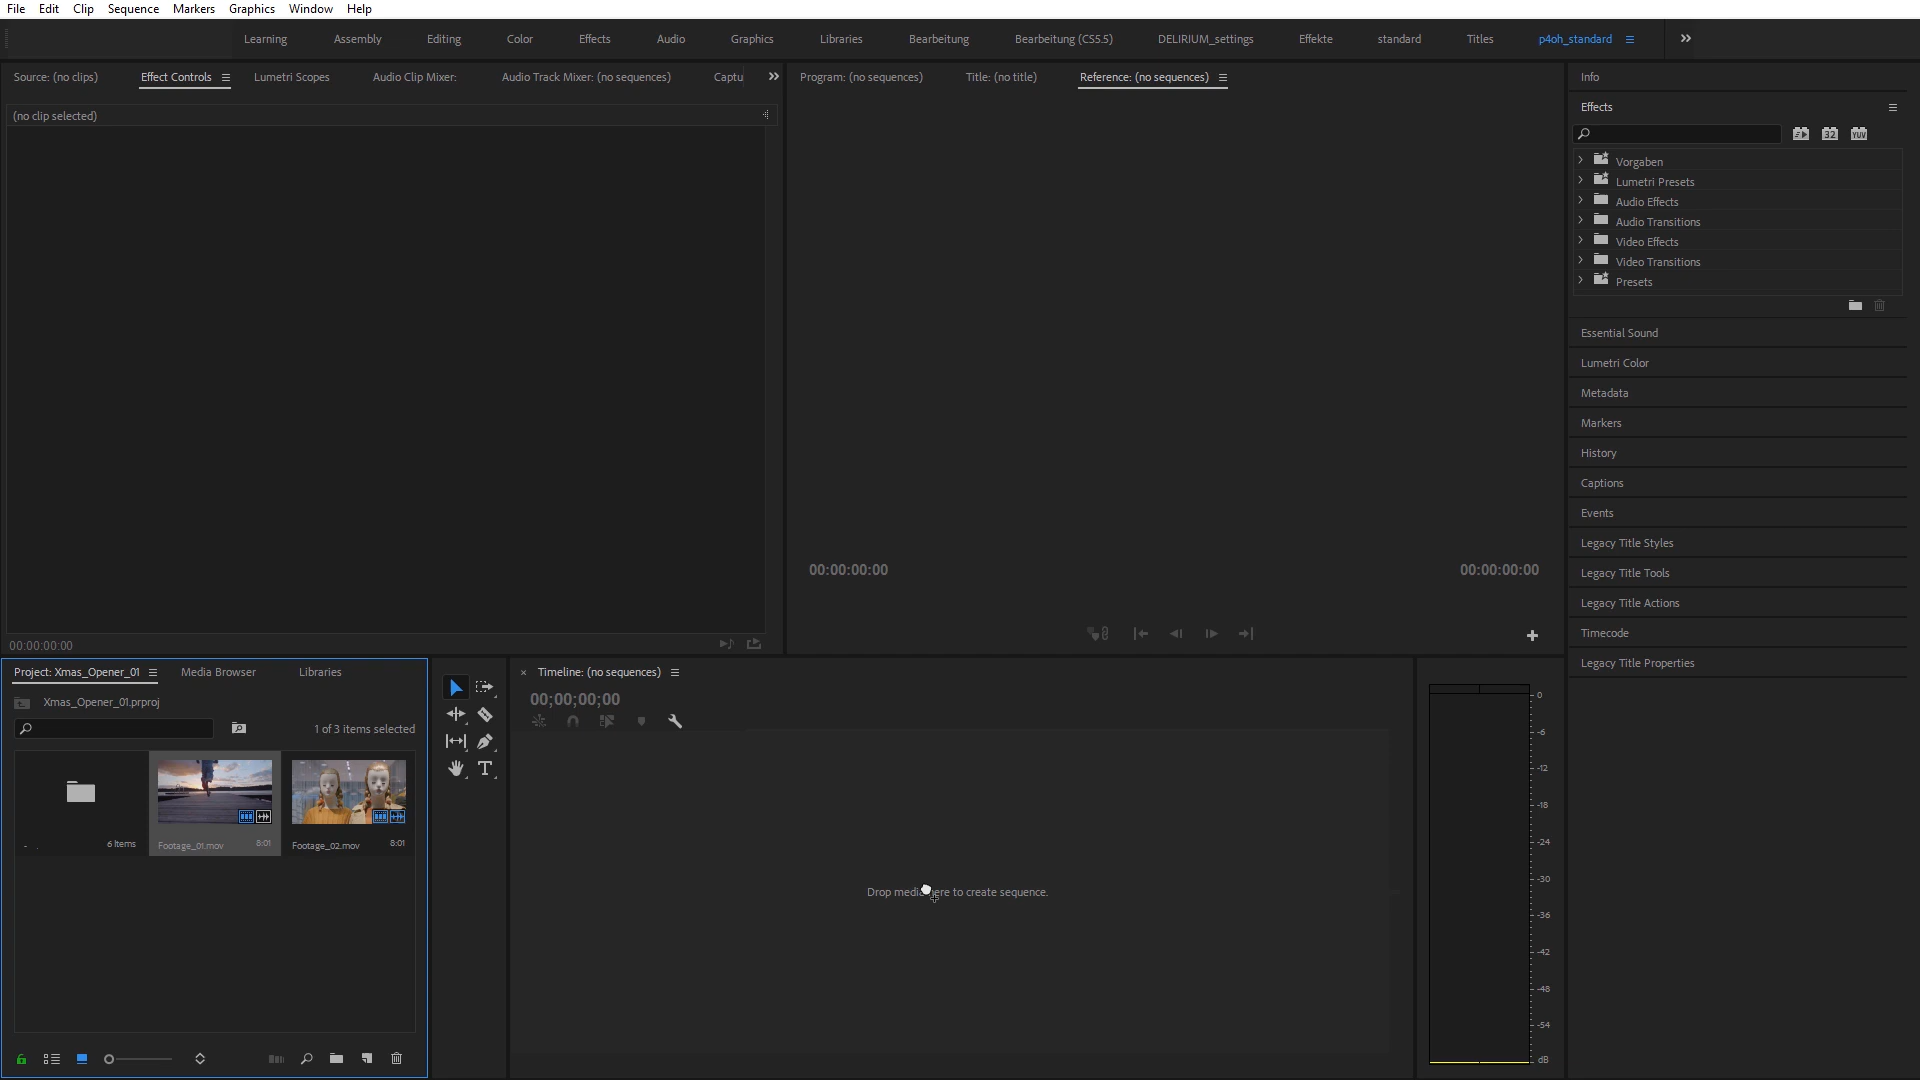 File Edit Clip Sequence Markers Graphics Window Help
Learning Assembly Editing Color Effects Audio Graphics Libraries Bearbeitung Bearbeitung (CS5.5) DELIRIUM_settings Effekte standard Titles p4oh_standard
Source: (no clips) Effect Controls Lumetri Scopes Audio Clip Mixer: Audio Track Mixer: (no sequences) Captu
(no clip selected)
00:00:00:00
Program: (no sequences) Title: (no title) Reference: (no sequences)
00:00:00:00 00:00:00:00
Info
Effects
32 YUV
Vorgaben
Lumetri Presets
Audio Effects
Audio Transitions
Video Effects
Video Transitions
Presets
Essential Sound
Lumetri Color
Metadata
Markers
History
Captions
Events
Legacy Title Styles
Legacy Title Tools
Legacy Title Actions
Timecode
Legacy Title Properties
Project: Xmas_Opener_01 Media Browser Libraries
Xmas_Opener_01.prproj
1 of 3 items selected
6 Items
Footage_01.mov 8:01
Footage_02.mov 8:01
Timeline: (no sequences)
00;00;00;00
Drop media here to create sequence.
0
-6
-12
-18
-24
-30
-36
-42
-48
-54
dB